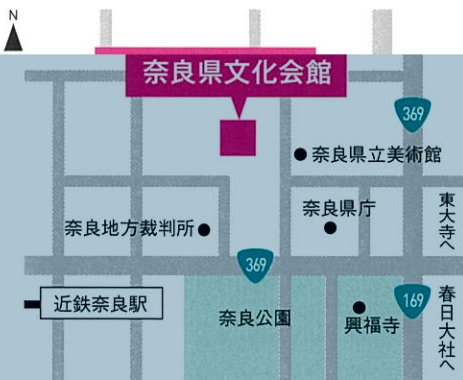 N
奈良県文化会館
369
奈良県立美術館
奈良県庁
東大寺へ
奈良地方裁判所
369
近鉄奈良駅
奈良公園
興福寺
169
春日大社へ